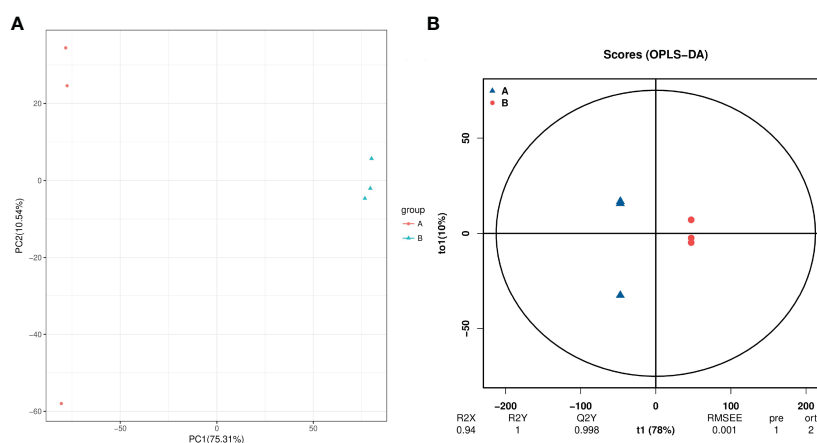 A
B
20
0
−20
−40
−60
PC2(10.54%)
−50
0
50
PC1(75.31%)
group
A
B
Scores (OPLS−DA)
A
B
50
0
−50
to1(10%)
−200
−100
0
100
200
R2X
R2Y
Q2Y
RMSEE
pre
ort
0.94
1
0.998
t1 (78%)
0.001
1
2